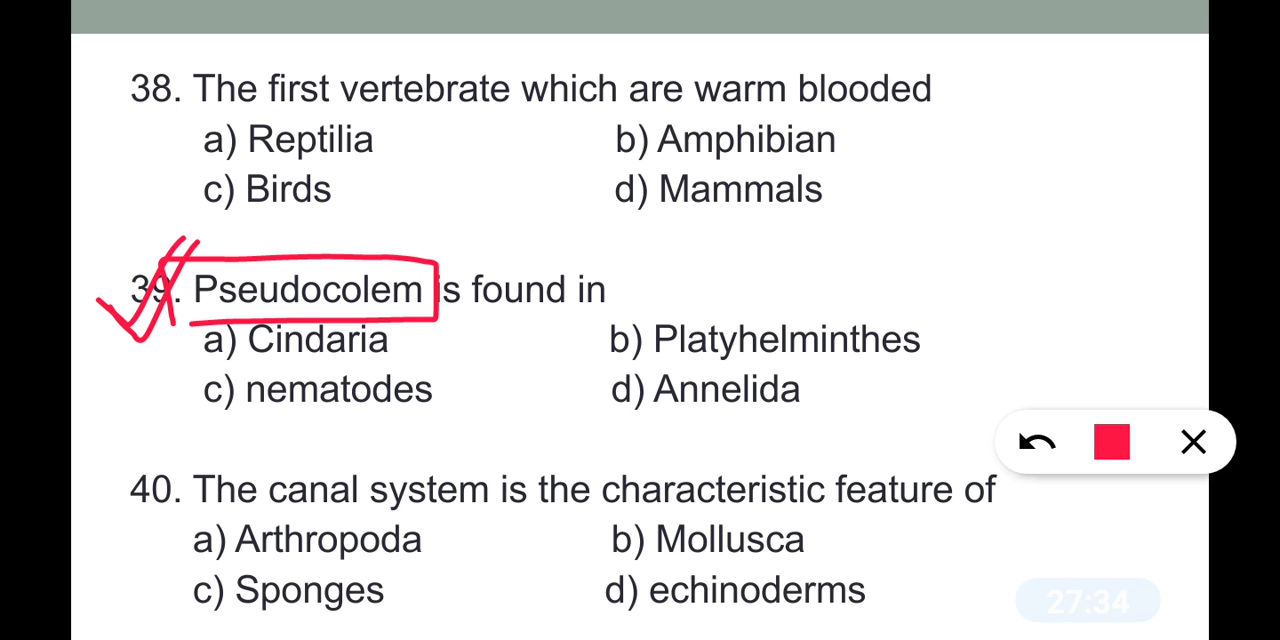 38. The first vertebrate which are warm blooded
a) Reptilia b) Amphibian
c) Birds d) Mammals
39. Pseudocolem is found in
a) Cindaria b) Platyhelminthes
c) nematodes d) Annelida
40. The canal system is the characteristic feature of
a) Arthropoda b) Mollusca
c) Sponges d) echinoderms
27:34